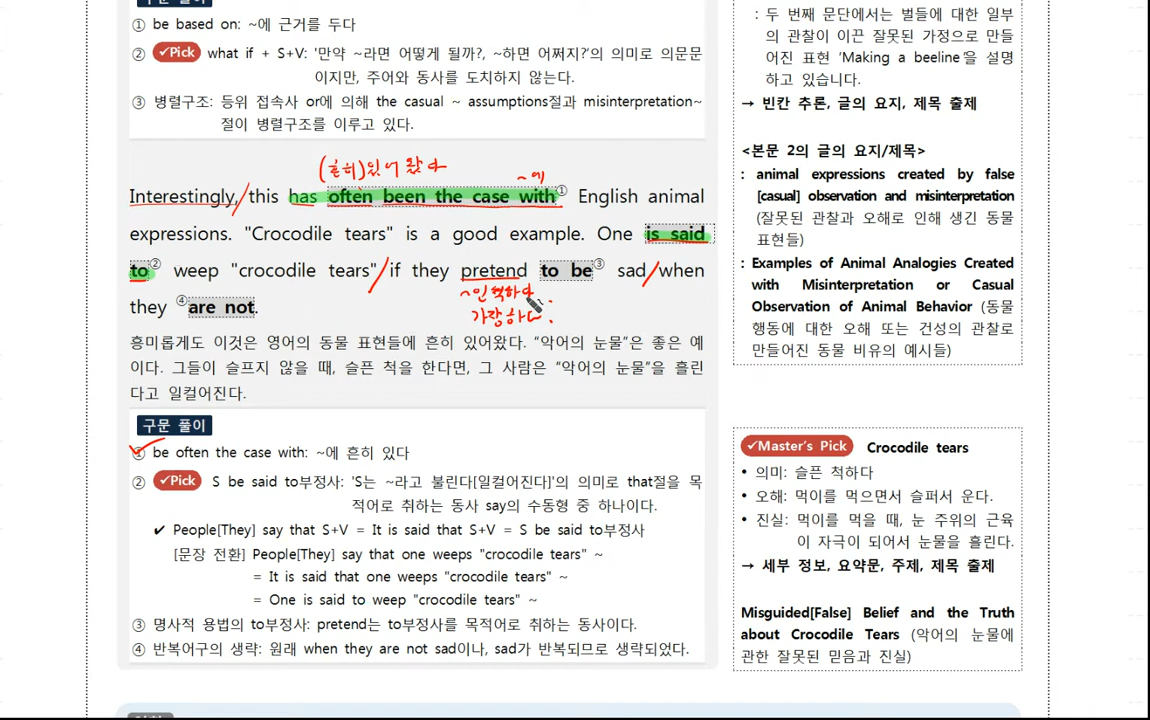 구문 풀이
① be based on: ~에 근거를 두다
② ✓Pick what if + S+V: '만약 ~라면 어떻게 될까?, ~하면 어쩌지?'의 의미로 의문문
이지만, 주어와 동사를 도치하지 않는다.
③ 병렬구조: 등위 접속사 or에 의해 the casual ~ assumptions절과 misinterpretation~
절이 병렬구조를 이루고 있다.
(흔히)있어 왔다
~에
Interestingly, this has often been the case with① English animal
expressions. "Crocodile tears" is a good example. One is said
to② weep "crocodile tears" if they pretend to be③ sad when
~인 척하다
they ④are not.
가장하다.
흥미롭게도 이것은 영어의 동물 표현들에 흔히 있어왔다. “악어의 눈물”은 좋은 예
이다. 그들이 슬프지 않을 때, 슬픈 척을 한다면, 그 사람은 “악어의 눈물”을 흘린
다고 일컬어진다.
구문 풀이
① be often the case with: ~에 흔히 있다
② ✓Pick S be said to부정사: 'S는 ~라고 불린다[일컬어진다]'의 의미로 that절을 목
적어로 취하는 동사 say의 수동형 중 하나이다.
✔ People[They] say that S+V = It is said that S+V = S be said to부정사
[문장 전환] People[They] say that one weeps "crocodile tears" ~
= It is said that one weeps "crocodile tears" ~
= One is said to weep "crocodile tears" ~
③ 명사적 용법의 to부정사: pretend는 to부정사를 목적어로 취하는 동사이다.
④ 반복어구의 생략: 원래 when they are not sad이나, sad가 반복되므로 생략되었다.
: 두 번째 문단에서는 벌들에 대한 일부
의 관찰이 이끈 잘못된 가정으로 만들
어진 표현 'Making a beeline'을 설명
하고 있습니다.
→ 빈칸 추론, 글의 요지, 제목 출제
<본문 2의 글의 요지/제목>
: animal expressions created by false
[casual] observation and misinterpretation
(잘못된 관찰과 오해로 인해 생긴 동물
표현들)
: Examples of Animal Analogies Created
with Misinterpretation or Casual
Observation of Animal Behavior (동물
행동에 대한 오해 또는 건성의 관찰로
만들어진 동물 비유의 예시들)
✓Master's Pick Crocodile tears
• 의미: 슬픈 척하다
• 오해: 먹이를 먹으면서 슬퍼서 운다.
• 진실: 먹이를 먹을 때, 눈 주위의 근육
이 자극이 되어서 눈물을 흘린다.
→ 세부 정보, 요약문, 주제, 제목 출제
Misguided[False] Belief and the Truth
about Crocodile Tears (악어의 눈물에
관한 잘못된 믿음과 진실)